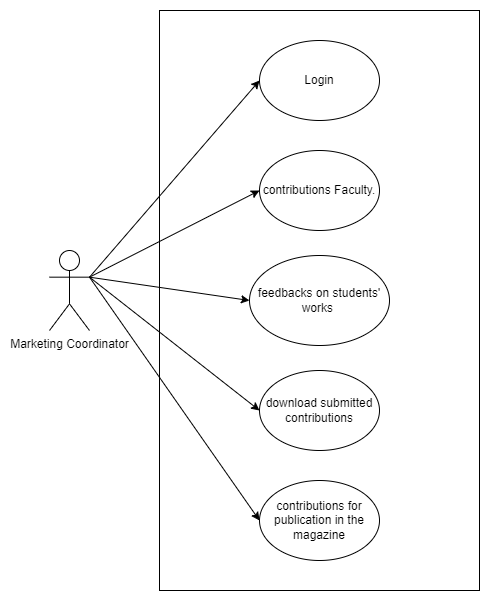 Login
contributions Faculty.
feedbacks on students'
works
Marketing Coordinator
download submitted
contributions
contributions for
publication in the
magazine